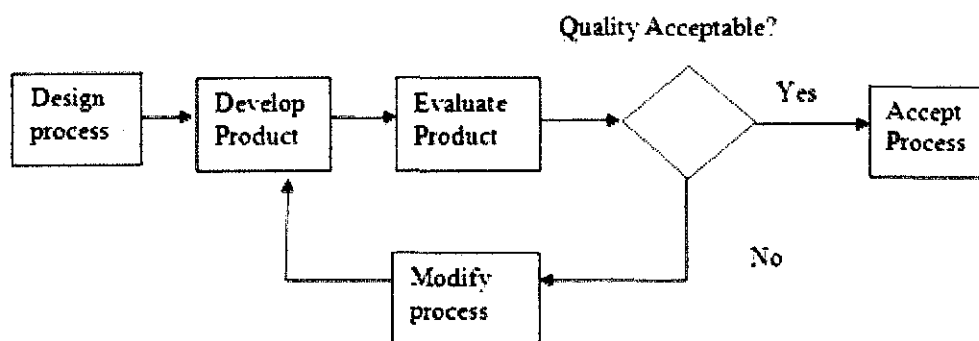 Quality Acceptable?
Design
process
Develop
Product
Evaluate
Product
Yes
Accept
Process
No
Modify
process